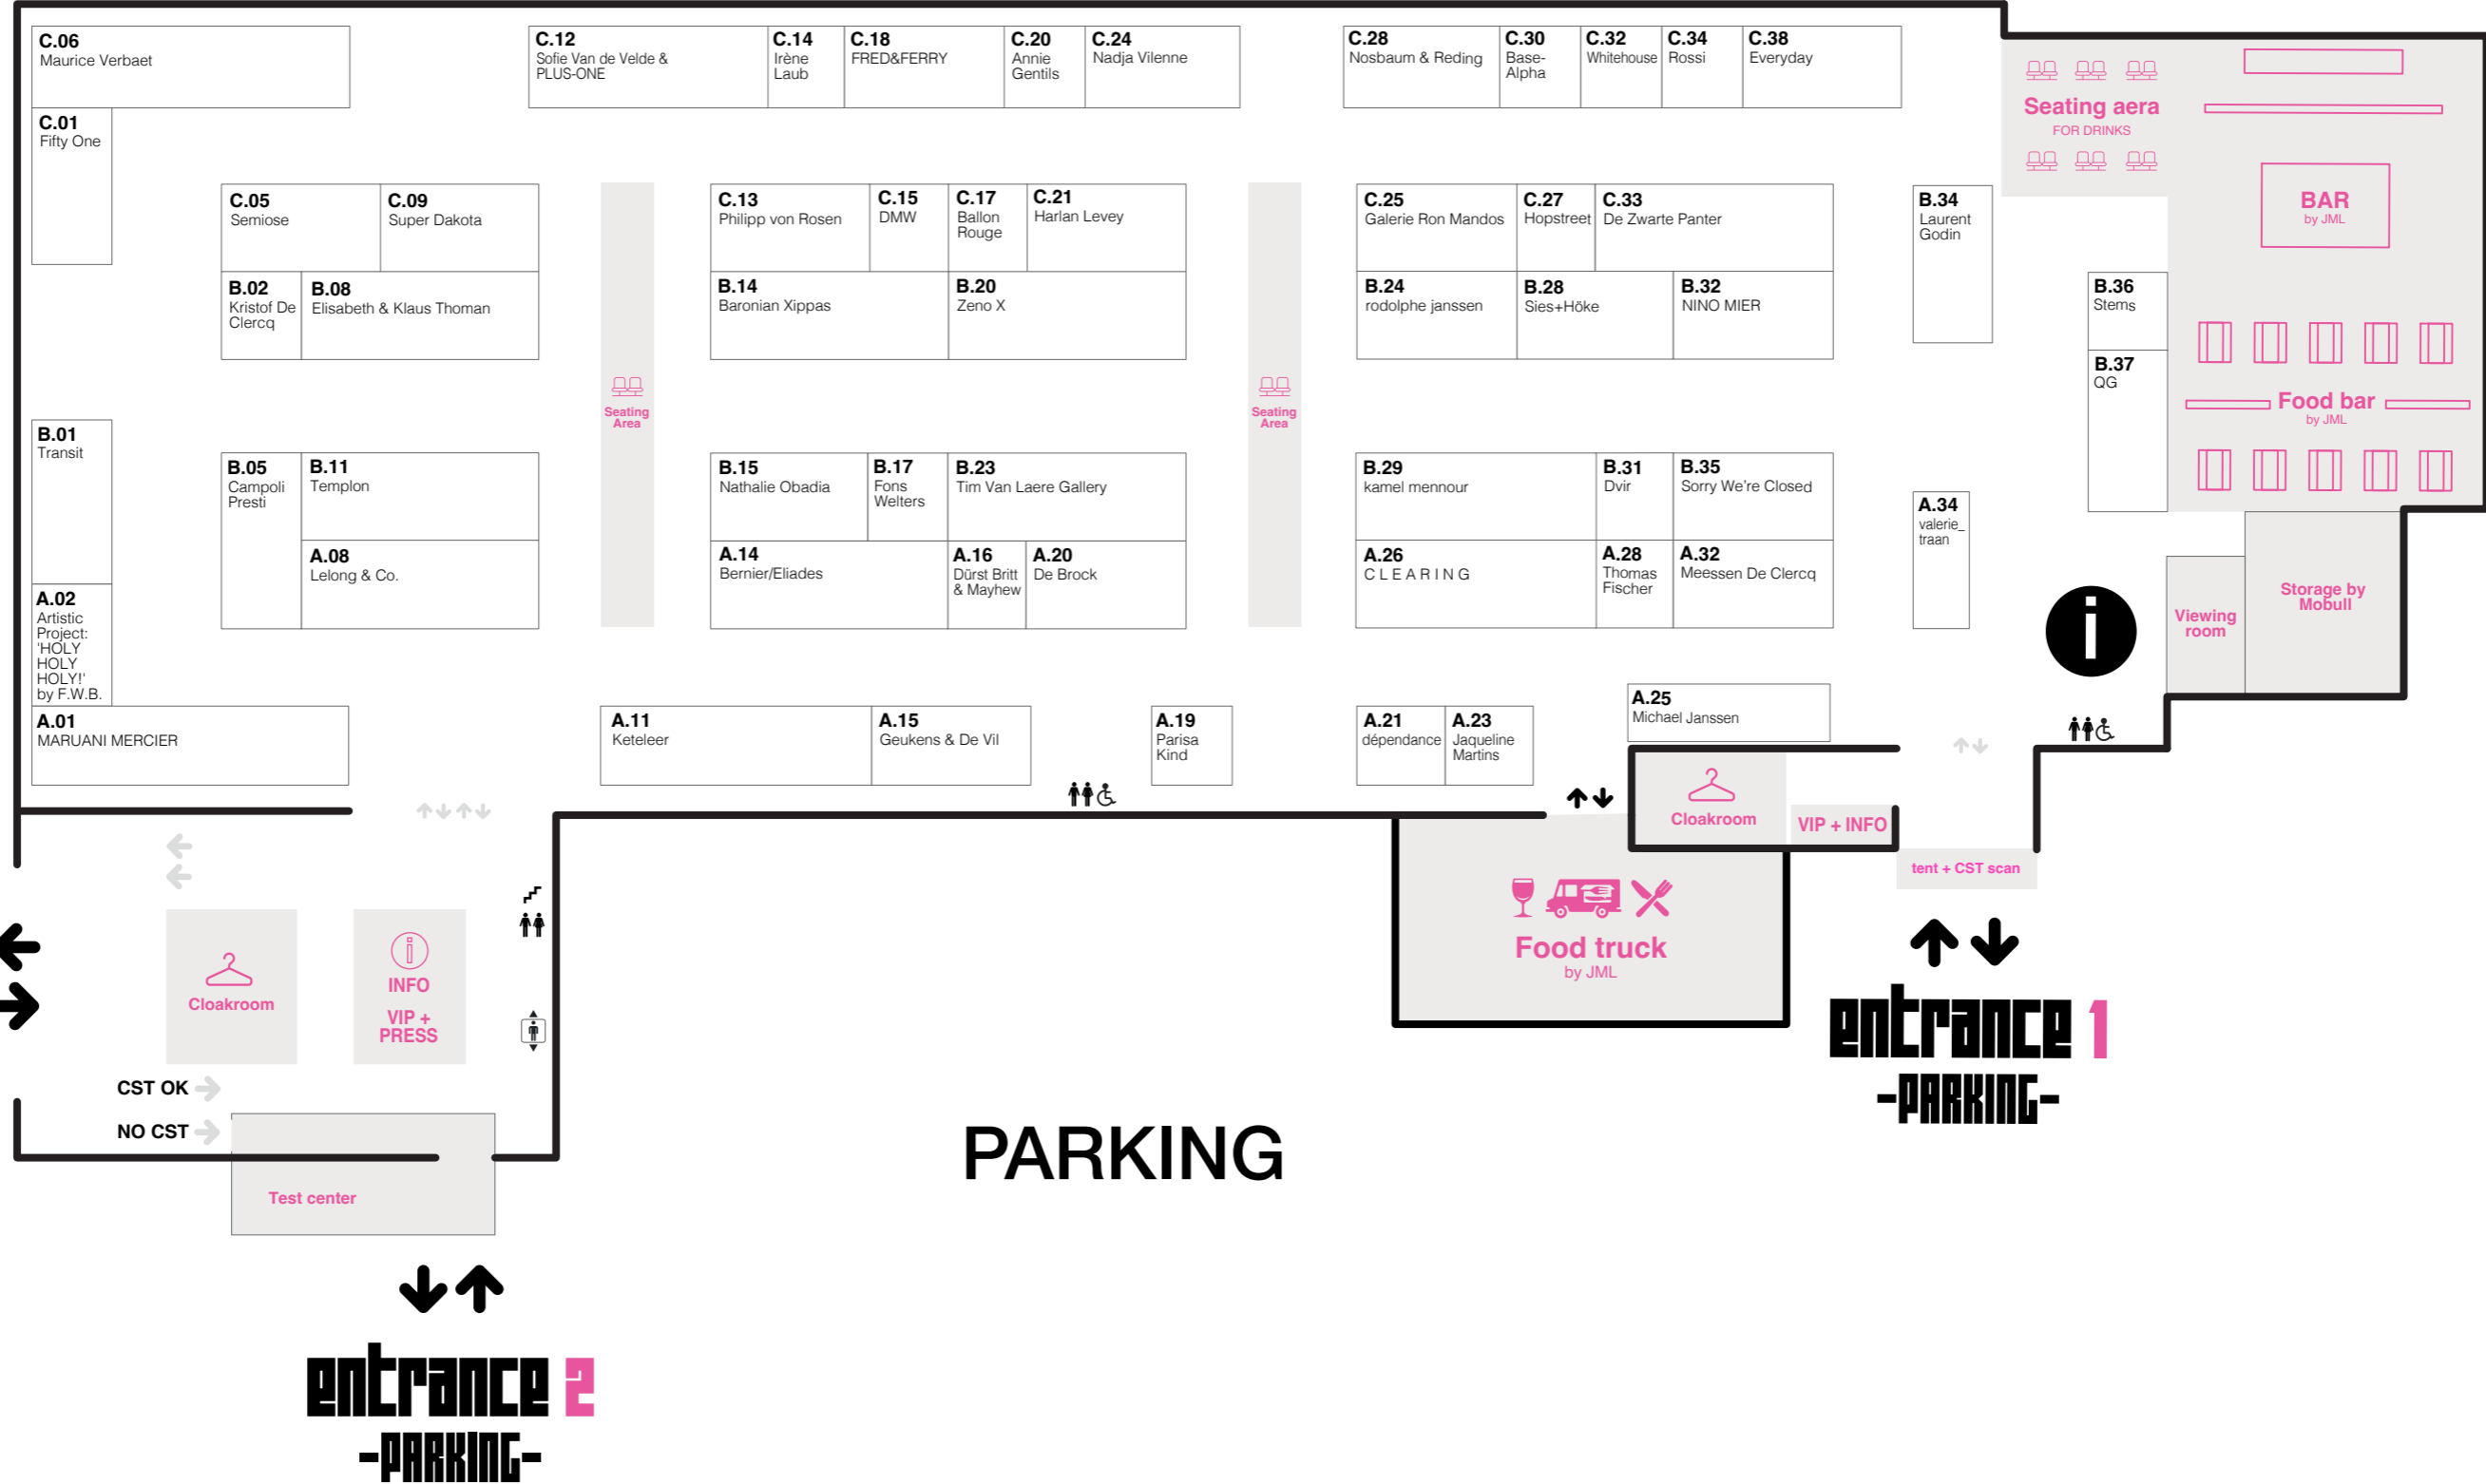 C.06
Maurice Verbaet
C.12
Sofie Van de Velde &
PLUS-ONE
C.14
Irène
Laub
C.18
FRED&FERRY
C.20
Annie
Gentils
C.24
Nadja Vilenne
C.28
Nosbaum & Reding
C.30
Base-
Alpha
C.32
Whitehouse
C.34
Rossi
C.38
Everyday
Seating aera
FOR DRINKS
C.01
Fifty One
C.05
Semiose
C.09
Super Dakota
C.13
Philipp von Rosen
C.15
DMW
C.17
Ballon
Rouge
C.21
Harlan Levey
C.25
Galerie Ron Mandos
C.27
Hopstreet
C.33
De Zwarte Panter
B.34
Laurent
Godin
BAR
by JML
B.02
Kristof De
Clercq
B.08
Elisabeth & Klaus Thoman
B.14
Baronian Xippas
B.20
Zeno X
B.24
rodolphe janssen
B.28
Sies+Höke
B.32
NINO MIER
B.36
Stems
B.37
QG
Seating
Area
Seating
Area
Food bar
by JML
B.01
Transit
B.05
Campoli
Presti
B.11
Templon
B.15
Nathalie Obadia
B.17
Fons
Welters
B.23
Tim Van Laere Gallery
B.29
kamel mennour
B.31
Dvir
B.35
Sorry We're Closed
A.34
valerie_
traan
A.02
Artistic
Project:
'HOLY
HOLY
HOLY!'
by F.W.B.
A.08
Lelong & Co.
A.14
Bernier/Eliades
A.16
Dürst Britt
& Mayhew
A.20
De Brock
A.26
C L E A R I N G
A.28
Thomas
Fischer
A.32
Meessen De Clercq
i
Viewing
room
Storage by
Mobull
A.01
MARUANI MERCIER
A.11
Keteleer
A.15
Geukens & De Vil
A.19
Parisa
Kind
A.21
dépendance
A.23
Jaqueline
Martins
A.25
Michael Janssen
Cloakroom
VIP + INFO
tent + CST scan
Cloakroom
i
INFO
VIP +
PRESS
Food truck
by JML
entrance 1
-PARKING-
CST OK
NO CST
Test center
PARKING
entrance 2
-PARKING-